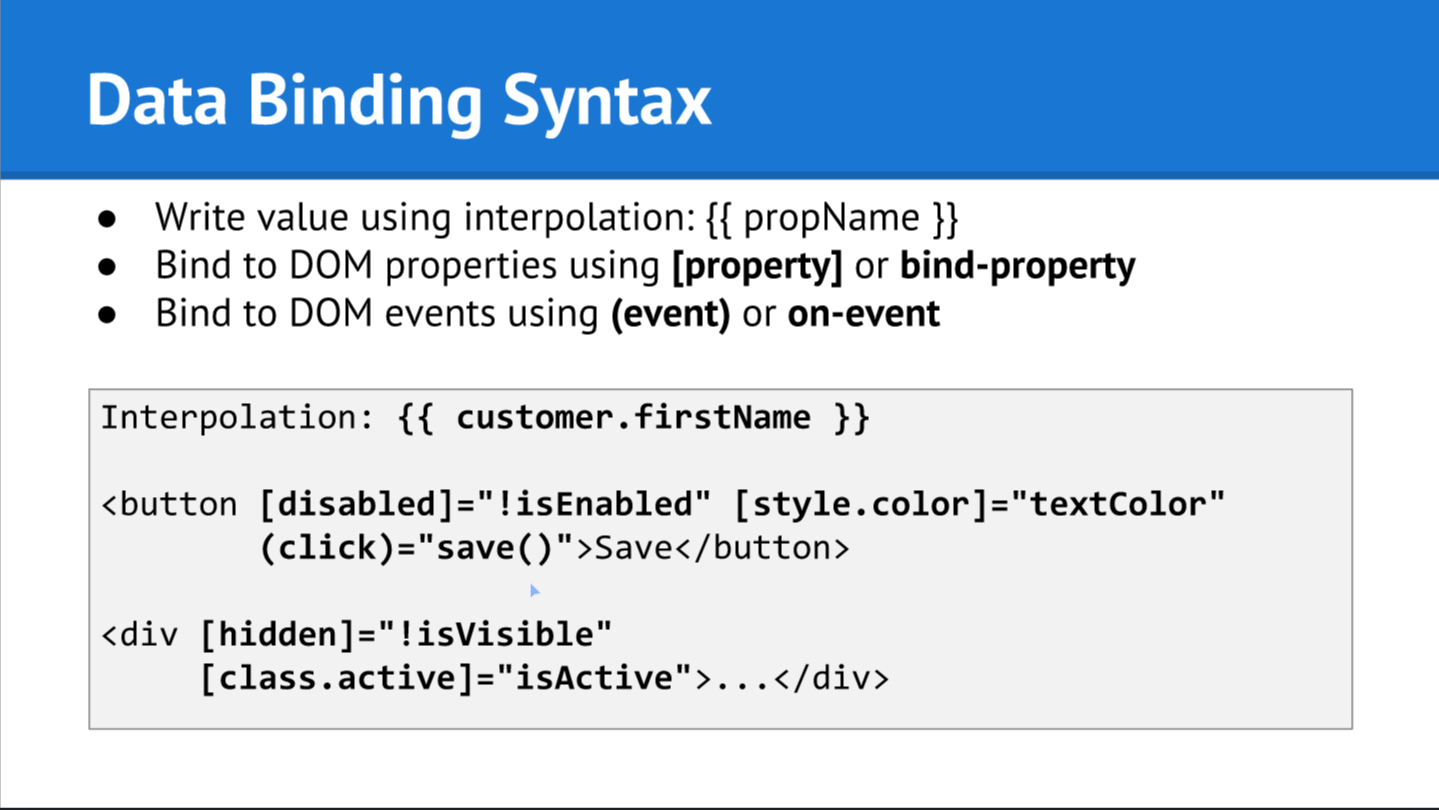 Data Binding Syntax
● Write value using interpolation: {{ propName }}
● Bind to DOM properties using [property] or bind-property
● Bind to DOM events using (event) or on-event
Interpolation: {{ customer.firstName }}
<button [disabled]="!isEnabled" [style.color]="textColor"
(click)="save()">Save</button>
<div [hidden]="!isVisible"
[class.active]="isActive">...</div>